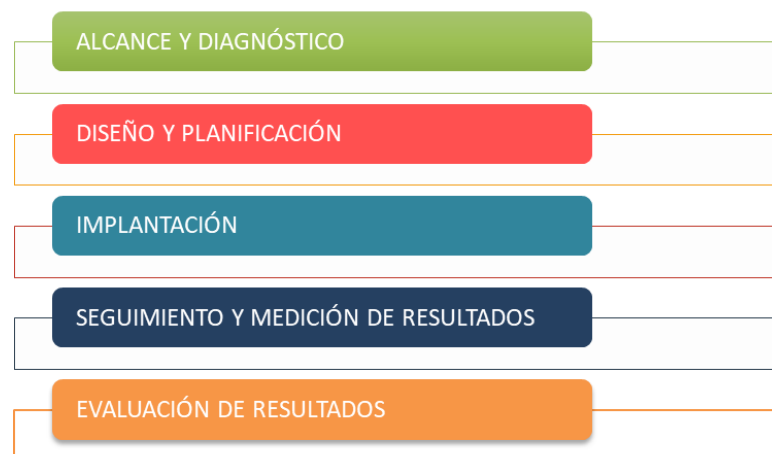 ALCANCE Y DIAGNÓSTICO
DISEÑO Y PLANIFICACIÓN
IMPLANTACIÓN
SEGUIMIENTO Y MEDICIÓN DE RESULTADOS
EVALUACIÓN DE RESULTADOS